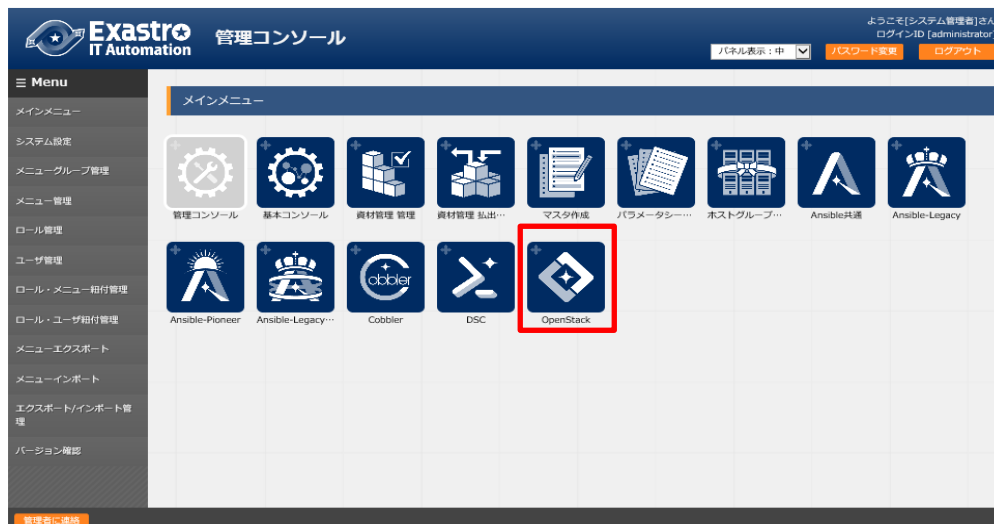 Exastro
IT Automation
管理コンソール
ようこそ[システム管理者]さん
ログインID [administrator]
パネル表示：中
パスワード変更
ログアウト
Menu
メインメニュー
システム設定
メニューグループ管理
メニュー管理
ロール管理
ユーザ管理
ロール・メニュー紐付管理
ロール・ユーザ紐付管理
メニューエクスポート
メニューインポート
エクスポート/インポート管
理
バージョン確認
メインメニュー
管理コンソール
基本コンソール
資材管理 管理
資材管理 払出…
マスタ作成
パラメータシー…
ホストグループ…
Ansible共通
Ansible-Legacy
Ansible-Pioneer
Ansible-Legacy…
Cobbler
Cobbler
DSC
OpenStack
管理者に連絡